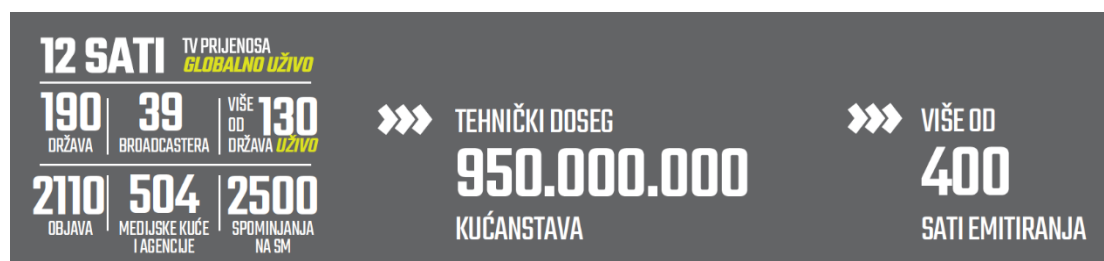 12 SATI
TV PRIJENOSA
GLOBALNO UŽIVO
190
DRŽAVA
39
BROADCASTERA
VIŠE
OD
130
DRŽAVA UŽIVO
2110
OBJAVA
504
MEDIJSKE KUĆE
I AGENCIJE
2500
SPOMINJANJA
NA SM
TEHNIČKI DOSEG
950.000.000
KUĆANSTAVA
VIŠE OD
400
SATI EMITIRANJA